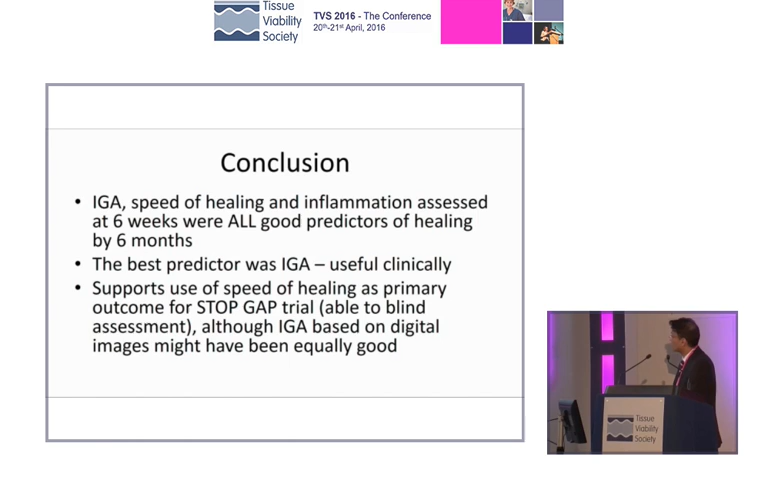 Tissue
Viability
Society
TVS 2016 - The Conference
20th-21st April, 2016
Conclusion
• IGA, speed of healing and inflammation assessed
at 6 weeks were ALL good predictors of healing
by 6 months
• The best predictor was IGA – useful clinically
• Supports use of speed of healing as primary
outcome for STOP GAP trial (able to blind
assessment), although IGA based on digital
images might have been equally good
Tissue
Viability
Society